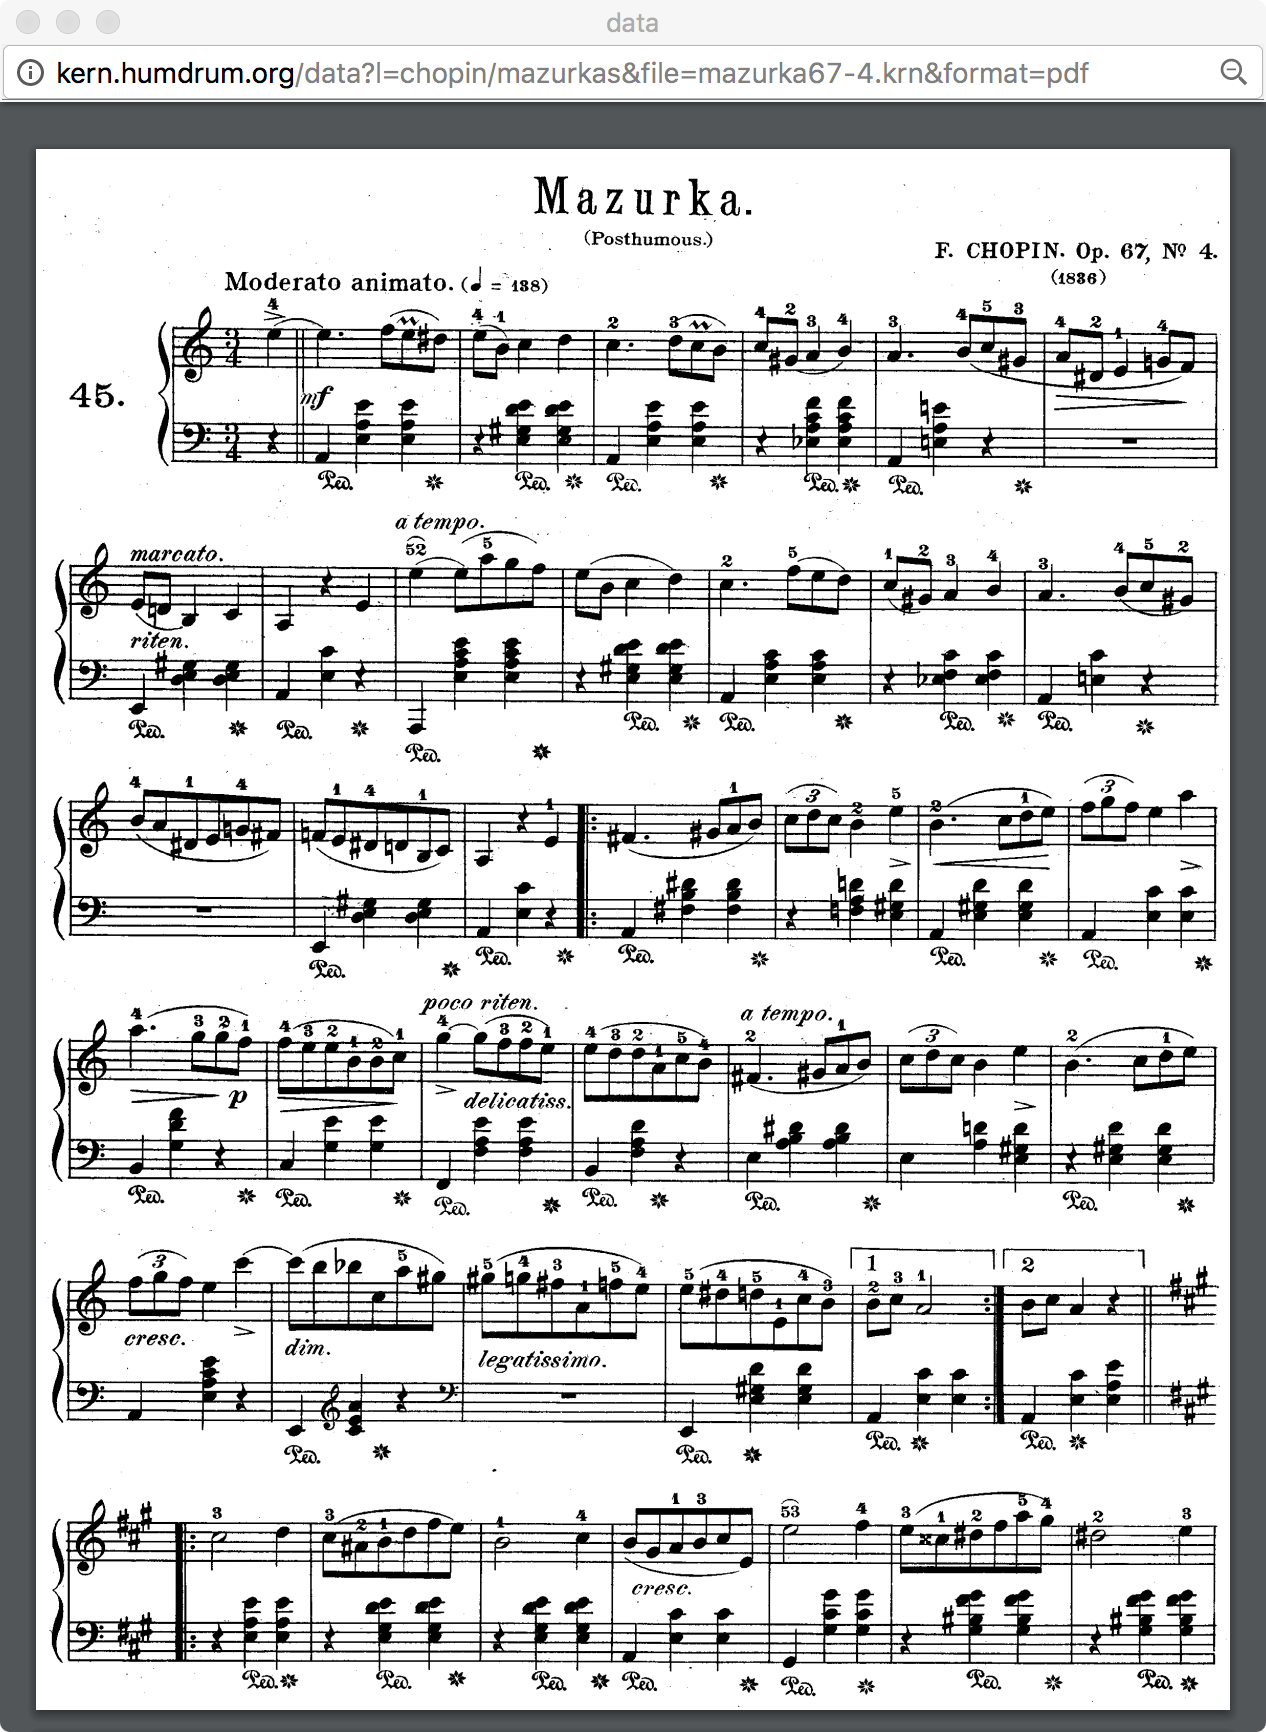 data
kern.humdrum.org/data?l=chopin/mazurkas&file=mazurka67-4.krn&format=pdf
Mazurka.
(Posthumous.)
F. CHOPIN. Op. 67, Nº 4.
(1836)
Moderato animato. (♩ = 138)
45.
mf
Ped. * Ped. * Ped. * Ped. * Ped. *
a tempo.
marcato.
riten.
Ped. * Ped. * Ped. * Ped. * Ped. * Ped. * Ped. *
Ped. * Ped. * Ped. * Ped. * Ped. *
poco riten.
a tempo.
p
delicatiss.
Ped. * Ped. * Ped. * Ped. * Ped. * Ped. *
1 2
cresc.
dim.
legatissimo.
Ped. * Ped. * Ped. * Ped. *
cresc.
Ped. * Ped. * Ped. * Ped. * Ped. * Ped. * Ped. *